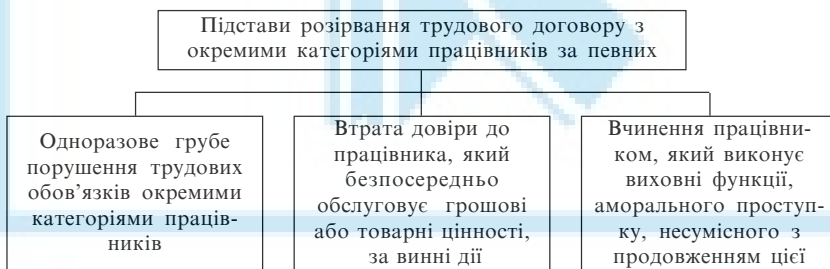 Підстави розірвання трудового договору з
окремими категоріями працівників за певних
Одноразове грубе
порушення трудових
обов’язків окремими
категоріями праців-
ників
Втрата довіри до
працівника, який
безпосередньо
обслуговує грошові
або товарні цінності,
за винні дії
Вчинення працівни-
ком, який виконує
виховні функції,
аморального проступ-
ку, несумісного з
продовженням цієї